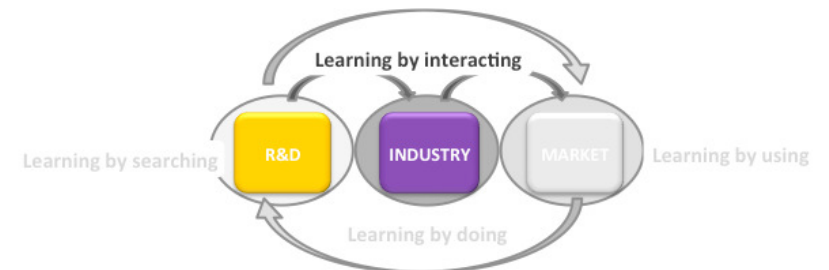 Learning by interacting
R&D
INDUSTRY
MARKET
Learning by searching
Learning by using
Learning by doing